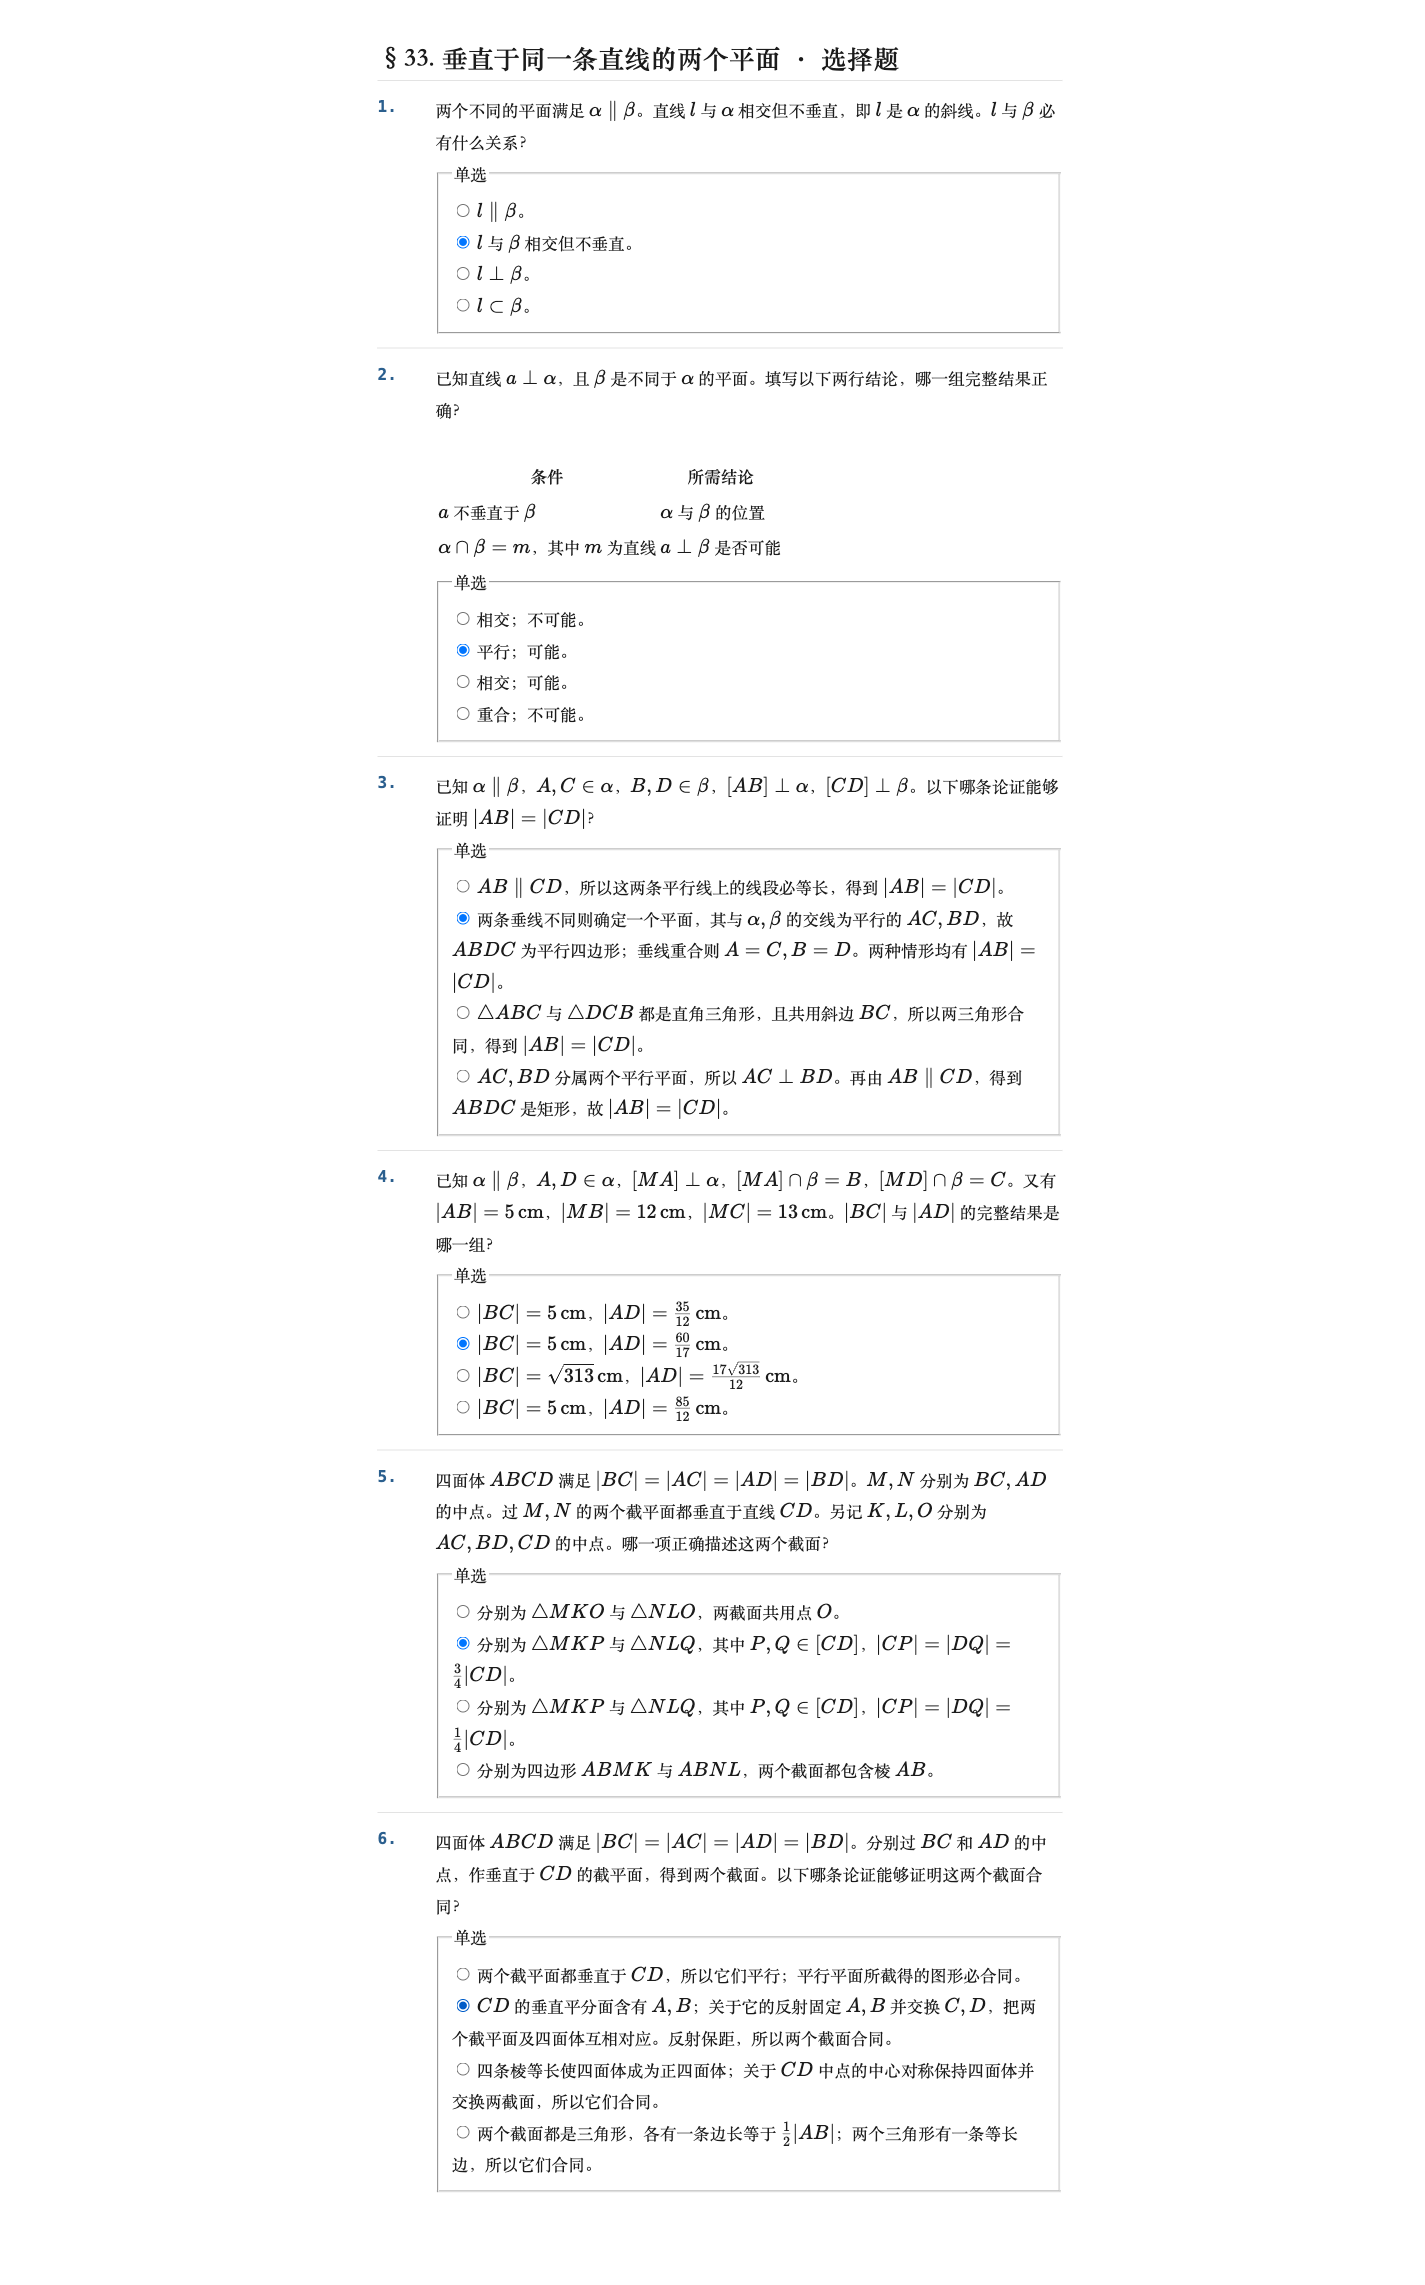 § 33. 垂直于同一条直线的两个平面 · 选择题
1. 两个不同的平面满足 α ∥ β。直线 l 与 α 相交但不垂直，即 l 是 α 的斜线。l 与 β 必
有什么关系？
单选
l ∥ β。
l 与 β 相交但不垂直。
l ⊥ β。
l ⊂ β。
2. 已知直线 a ⊥ α，且 β 是不同于 α 的平面。填写以下两行结论，哪一组完整结果正
确？
条件 所需结论
a 不垂直于 β α 与 β 的位置
α ∩ β = m，其中 m 为直线 a ⊥ β 是否可能
单选
相交；不可能。
平行；可能。
相交；可能。
重合；不可能。
3. 已知 α ∥ β，A, C ∈ α，B, D ∈ β，[AB] ⊥ α，[CD] ⊥ β。以下哪条论证能够
证明 |AB| = |CD|？
单选
AB ∥ CD，所以这两条平行线上的线段必等长，得到 |AB| = |CD|。
两条垂线不同则确定一个平面，其与 α, β 的交线为平行的 AC, BD，故
ABDC 为平行四边形；垂线重合则 A = C, B = D。两种情形均有 |AB| =
|CD|。
△ABC 与 △DCB 都是直角三角形，且共用斜边 BC，所以两三角形合
同，得到 |AB| = |CD|。
AC, BD 分属两个平行平面，所以 AC ⊥ BD。再由 AB ∥ CD，得到
ABDC 是矩形，故 |AB| = |CD|。
4. 已知 α ∥ β，A, D ∈ α，[MA] ⊥ α，[MA] ∩ β = B，[MD] ∩ β = C。又有
|AB| = 5 cm，|MB| = 12 cm，|MC| = 13 cm。|BC| 与 |AD| 的完整结果是
哪一组？
单选
|BC| = 5 cm，|AD| = 35/12 cm。
|BC| = 5 cm，|AD| = 60/17 cm。
|BC| = √313 cm，|AD| = 17√313/12 cm。
|BC| = 5 cm，|AD| = 85/12 cm。
5. 四面体 ABCD 满足 |BC| = |AC| = |AD| = |BD|。M, N 分别为 BC, AD
的中点。过 M, N 的两个截平面都垂直于直线 CD。另记 K, L, O 分别为
AC, BD, CD 的中点。哪一项正确描述这两个截面？
单选
分别为 △MKO 与 △NLO，两截面共用点 O。
分别为 △MKP 与 △NLQ，其中 P, Q ∈ [CD]，|CP| = |DQ| =
3/4|CD|。
分别为 △MKP 与 △NLQ，其中 P, Q ∈ [CD]，|CP| = |DQ| =
1/4|CD|。
分别为四边形 ABMK 与 ABNL，两个截面都包含棱 AB。
6. 四面体 ABCD 满足 |BC| = |AC| = |AD| = |BD|。分别过 BC 和 AD 的中
点，作垂直于 CD 的截平面，得到两个截面。以下哪条论证能够证明这两个截面合
同？
单选
两个截平面都垂直于 CD，所以它们平行；平行平面所截得的图形必合同。
CD 的垂直平分面含有 A, B；关于它的反射固定 A, B 并交换 C, D，把两
个截平面及四面体互相对应。反射保距，所以两个截面合同。
四条棱等长使四面体成为正四面体；关于 CD 中点的中心对称保持四面体并
交换两截面，所以它们合同。
两个截面都是三角形，各有一条边长等于 1/2|AB|；两个三角形有一条等长
边，所以它们合同。